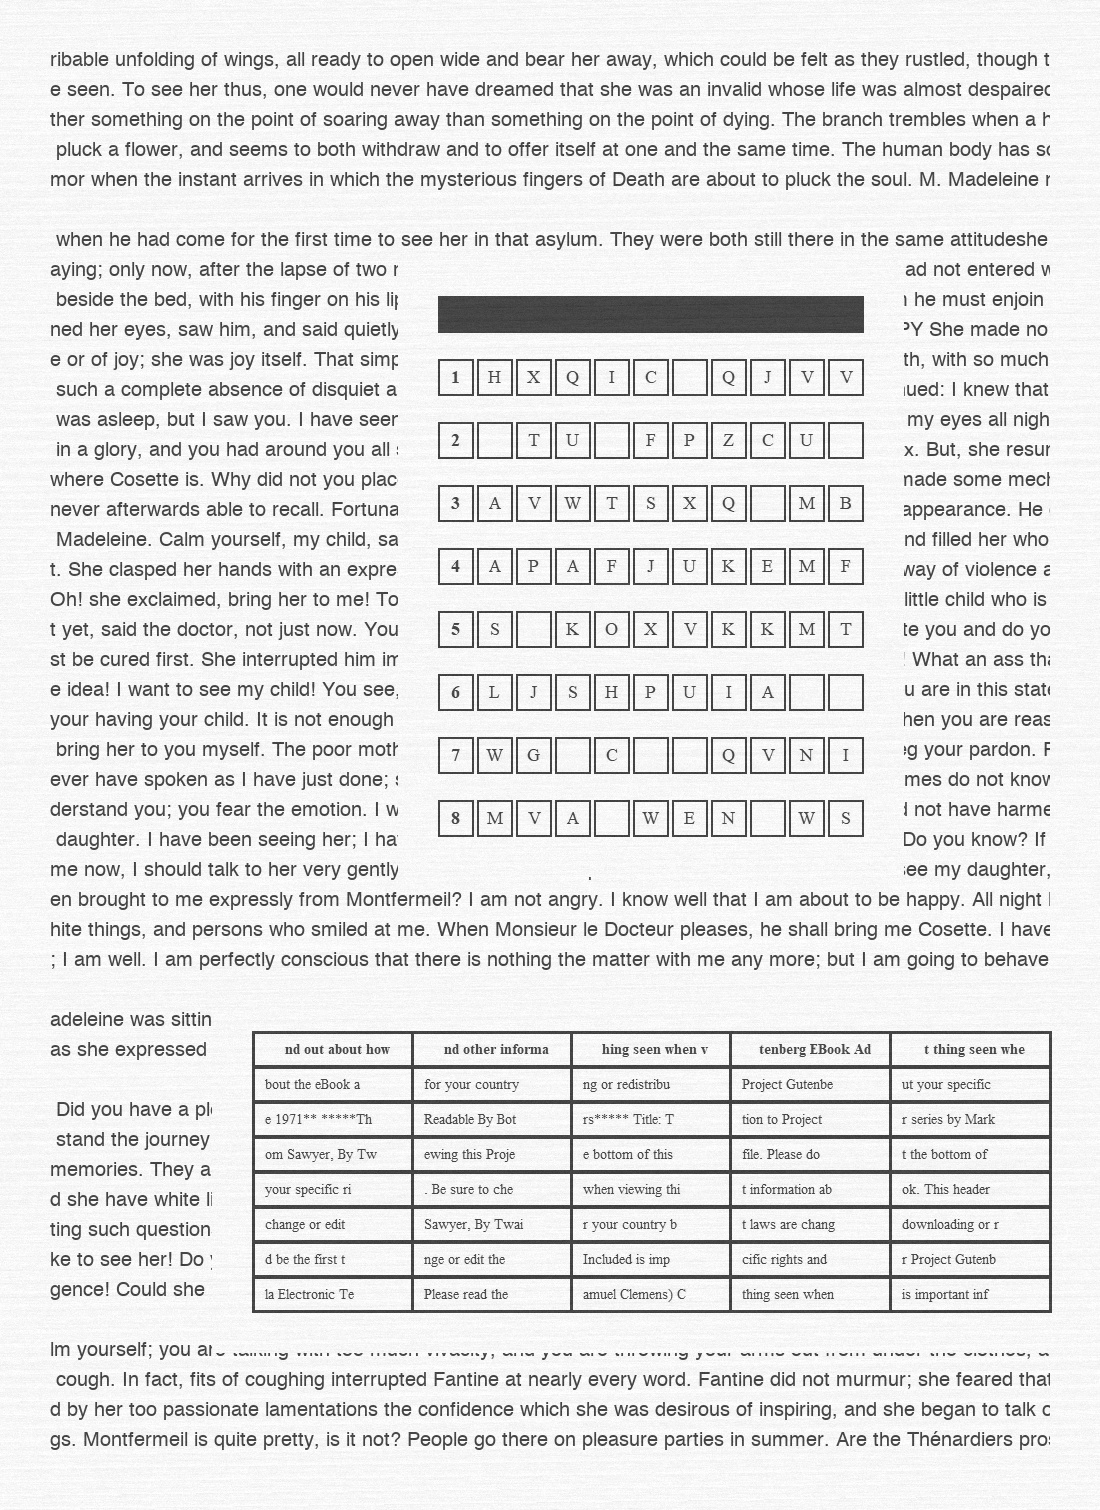 ribable unfolding of wings, all ready to open wide and bear her away, which could be felt as they rustled, though t
e seen. To see her thus, one would never have dreamed that she was an invalid whose life was almost despaired
ther something on the point of soaring away than something on the point of dying. The branch trembles when a h
pluck a flower, and seems to both withdraw and to offer itself at one and the same time. The human body has so
mor when the instant arrives in which the mysterious fingers of Death are about to pluck the soul. M. Madeleine r
when he had come for the first time to see her in that asylum. They were both still there in the same attitudeshe
aying; only now, after the lapse of two
beside the bed, with his finger on his lip
ned her eyes, saw him, and said quietly
e or of joy; she was joy itself. That simp
such a complete absence of disquiet a
was asleep, but I saw you. I have seen
in a glory, and you had around you all
where Cosette is. Why did not you plac
never afterwards able to recall. Fortuna
Madeleine. Calm yourself, my child, sa
t. She clasped her hands with an expre
Oh! she exclaimed, bring her to me! To
t yet, said the doctor, not just now. You
st be cured first. She interrupted him im
e idea! I want to see my child! You see,
your having your child. It is not enough
bring her to you myself. The poor moth
ever have spoken as I have just done; s
derstand you; you fear the emotion. I w
daughter. I have been seeing her; I ha
me now, I should talk to her very gently
1 H X Q I C Q J V V
2 T U F P Z C U
3 A V W T S X Q M B
4 A P A F J U K E M F
5 S K O X V K K M T
6 L J S H P U I A
7 W G C Q V N I
8 M V A W E N W S
ad not entered w
he must enjoin
PY She made no
th, with so much
nued: I knew that
my eyes all nigh
x. But, she resur
made some mech
appearance. He
nd filled her who
way of violence a
little child who is
te you and do yo
! What an ass tha
u are in this state
hen you are reas
eg your pardon. F
mes do not know
d not have harme
Do you know? If
see my daughter,
en brought to me expressly from Montfermeil? I am not angry. I know well that I am about to be happy. All night
hite things, and persons who smiled at me. When Monsieur le Docteur pleases, he shall bring me Cosette. I have
; I am well. I am perfectly conscious that there is nothing the matter with me any more; but I am going to behave
adeleine was sittin
as she expressed
Did you have a ple
stand the journey
memories. They a
d she have white li
ting such question
ke to see her! Do
gence! Could she
nd out about how nd other informa hing seen when v tenberg EBook Ad t thing seen whe
bout the eBook a for your country ng or redistribu Project Gutenbe ut your specific
e 1971** *****Th Readable By Bot rs***** Title: T tion to Project r series by Mark
om Sawyer, By Tw ewing this Proje e bottom of this file. Please do t the bottom of
your specific ri . Be sure to che when viewing thi t information ab ok. This header
change or edit Sawyer, By Twai r your country b t laws are chang downloading or r
d be the first t nge or edit the Included is imp cific rights and r Project Gutenb
la Electronic Te Please read the amuel Clemens) C thing seen when is important inf
lm yourself; you are talking with too much vivacity, and you are throwing your arms out from under the clothes, a
cough. In fact, fits of coughing interrupted Fantine at nearly every word. Fantine did not murmur; she feared that
d by her too passionate lamentations the confidence which she was desirous of inspiring, and she began to talk o
gs. Montfermeil is quite pretty, is it not? People go there on pleasure parties in summer. Are the Thénardiers pros